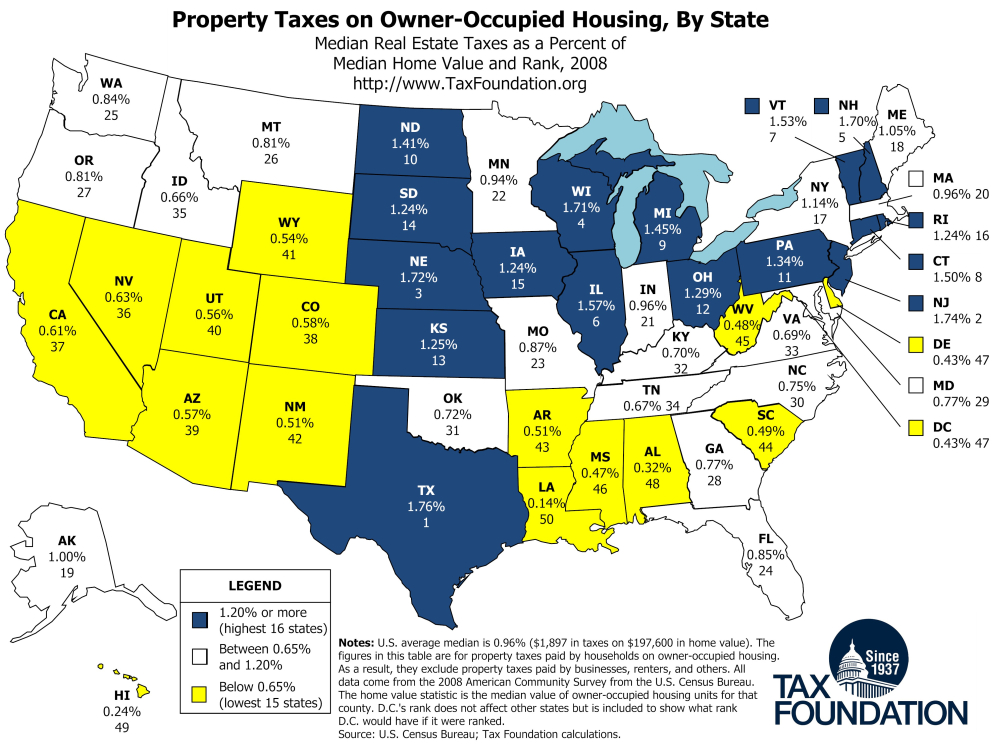 Property Taxes on Owner-Occupied Housing, By State
Median Real Estate Taxes as a Percent of
Median Home Value and Rank, 2008
http://www.TaxFoundation.org
WA
0.84%
25
OR
0.81%
27
CA
0.61%
37
NV
0.63%
36
ID
0.66%
35
MT
0.81%
26
WY
0.54%
41
UT
0.56%
40
CO
0.58%
38
AZ
0.57%
39
NM
0.51%
42
ND
1.41%
10
SD
1.24%
14
NE
1.72%
3
KS
1.25%
13
OK
0.72%
31
TX
1.76%
1
MN
0.94%
22
IA
1.24%
15
MO
0.87%
23
AR
0.51%
43
LA
0.14%
50
WI
1.71%
4
IL
1.57%
6
MI
1.45%
9
IN
0.96%
21
OH
1.29%
12
KY
0.70%
32
TN
0.67% 34
MS
0.47%
46
AL
0.32%
48
GA
0.77%
28
FL
0.85%
24
SC
0.49%
44
NC
0.75%
30
VA
0.69%
33
WV
0.48%
45
PA
1.34%
11
NY
1.14%
17
VT
1.53%
7
NH
1.70%
5
ME
1.05%
18
MA
0.96% 20
RI
1.24% 16
CT
1.50% 8
NJ
1.74% 2
DE
0.43% 47
MD
0.77% 29
DC
0.43% 47
AK
1.00%
19
HI
0.24%
49
LEGEND
1.20% or more
(highest 16 states)
Between 0.65%
and 1.20%
Below 0.65%
(lowest 15 states)
Notes: U.S. average median is 0.96% ($1,897 in taxes on $197,600 in home value). The
figures in this table are for property taxes paid by households on owner-occupied housing.
As a result, they exclude property taxes paid by businesses, renters, and others. All
data come from the 2008 American Community Survey from the U.S. Census Bureau.
The home value statistic is the median value of owner-occupied housing units for that
county. D.C.'s rank does not affect other states but is included to show what rank
D.C. would have if it were ranked.
Source: U.S. Census Bureau; Tax Foundation calculations.
Since
1937
TAX
FOUNDATION